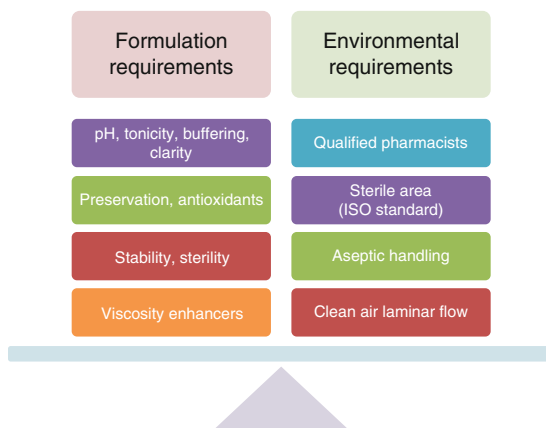 Formulation
requirements
Environmental
requirements
pH, tonicity, buffering,
clarity
Qualified pharmacists
Preservation, antioxidants
Sterile area
(ISO standard)
Stability, sterility
Aseptic handling
Viscosity enhancers
Clean air laminar flow